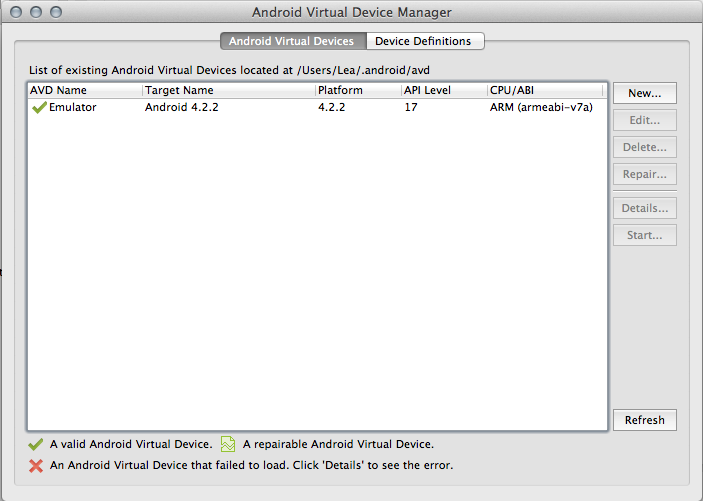 Android Virtual Device Manager
Android Virtual Devices Device Definitions
List of existing Android Virtual Devices located at /Users/Lea/.android/avd
AVD Name Target Name Platform API Level CPU/ABI
Emulator Android 4.2.2 4.2.2 17 ARM (armeabi-v7a)
New...
Edit...
Delete...
Repair...
Details...
Start...
Refresh
A valid Android Virtual Device. A repairable Android Virtual Device.
An Android Virtual Device that failed to load. Click 'Details' to see the error.